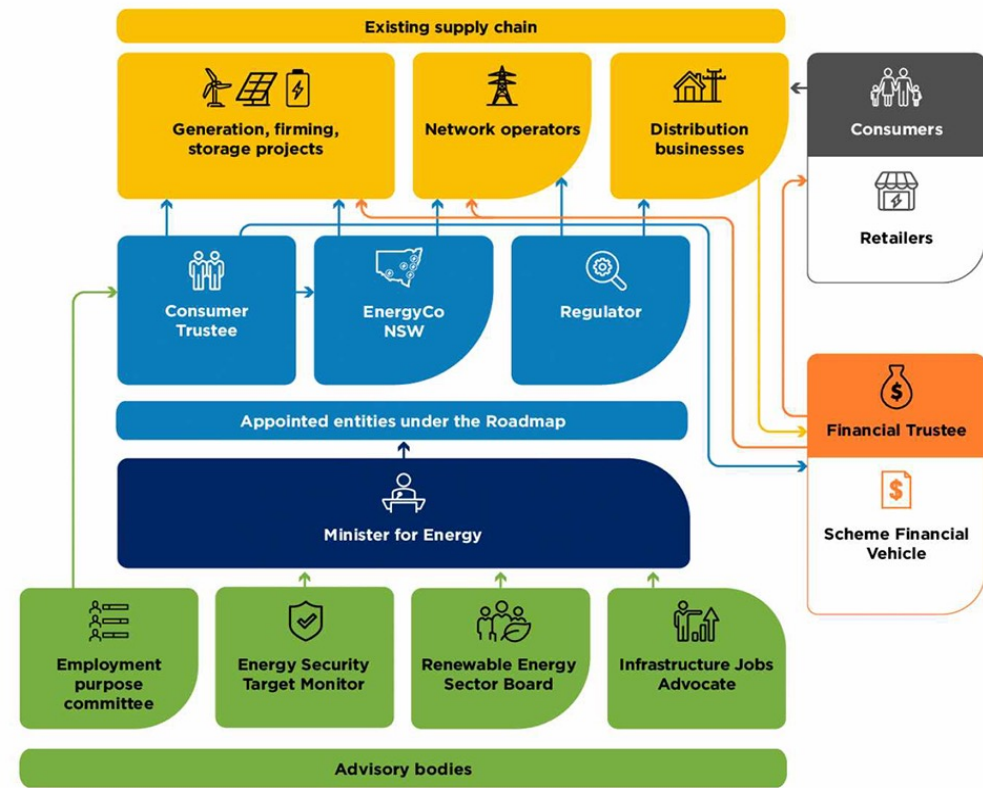 Existing supply chain
Generation, firming,
storage projects
Network operators
Distribution
businesses
Consumers
Retailers
Consumer
Trustee
EnergyCo
NSW
Regulator
Appointed entities under the Roadmap
$
Financial Trustee
$
Scheme Financial
Vehicle
Minister for Energy
Employment
purpose
committee
Energy Security
Target Monitor
Renewable Energy
Sector Board
Infrastructure Jobs
Advocate
Advisory bodies